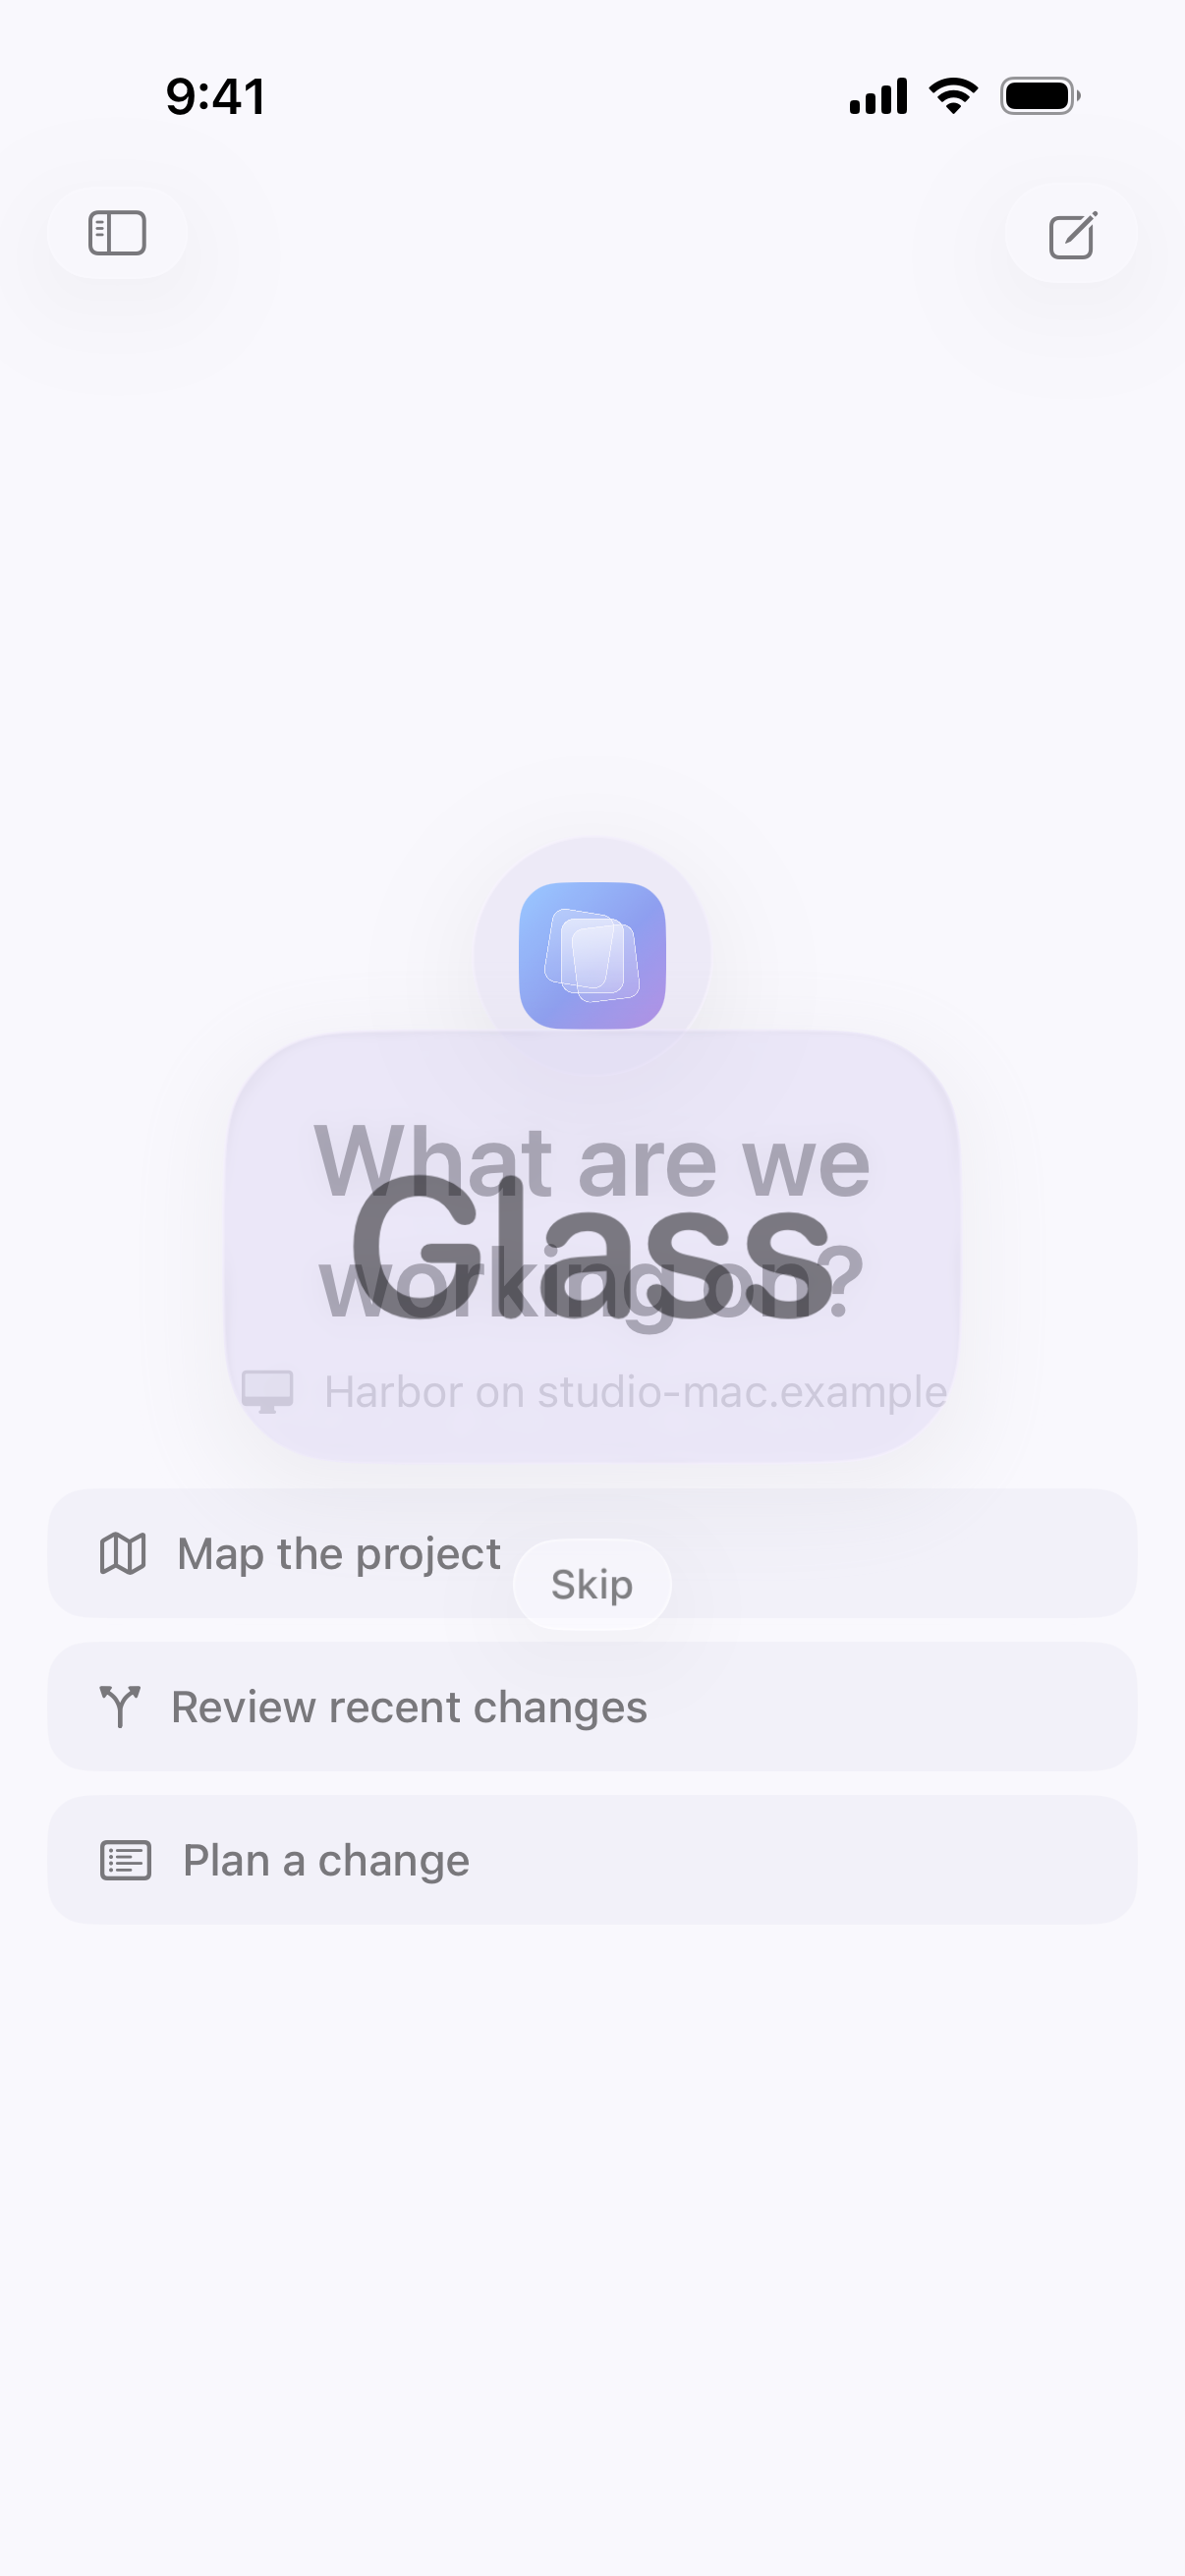 9:41
What are we
Glass
working on?
Harbor on studio-mac.example
Map the project
Skip
Review recent changes
Plan a change